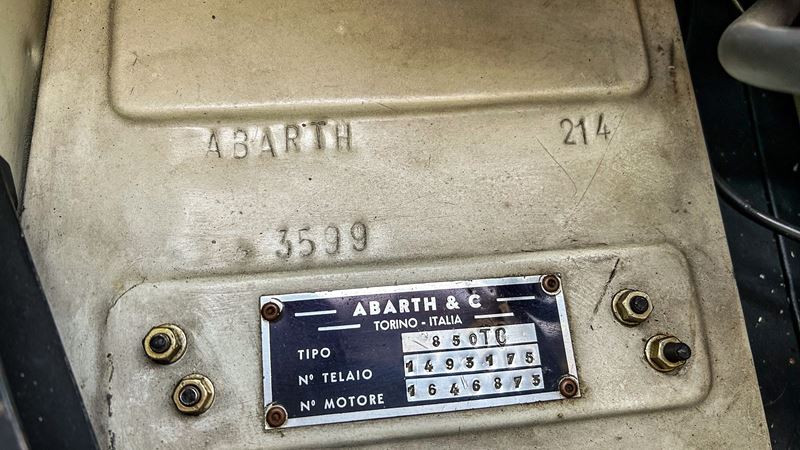 ABARTH 214
3599
ABARTH & C
TORINO - ITALIA
TIPO 850TC
Nº TELAIO 1493175
Nº MOTORE 1646873